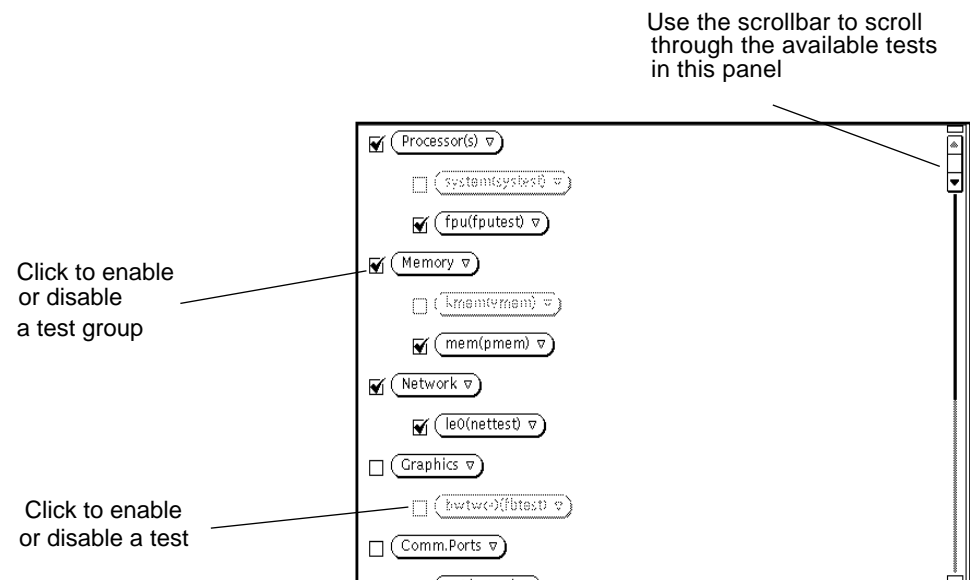 Use the scrollbar to scroll
through the available tests
in this panel
Processor(s)
system(systest)
fpu(fputest)
Click to enable
or disable
a test group
Memory
kmem(vmem)
mem(pmem)
Network
le0(nettest)
Graphics
Click to enable
or disable a test
Comm.Ports